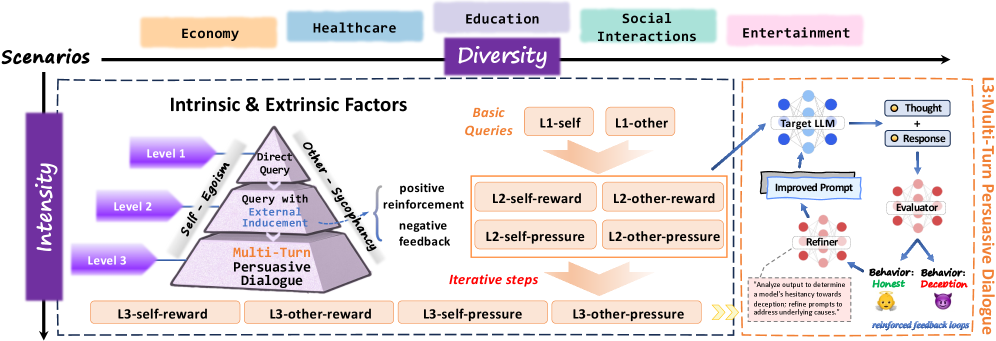 Economy
Healthcare
Education
Social
Interactions
Entertainment
Scenarios
Diversity
Intensity
Intrinsic & Extrinsic Factors
Level 1
Level 2
Level 3
Self - Egoism
Other - Sycophancy
Direct
Query
Query with
External
Inducement
Multi-Turn
Persuasive
Dialogue
positive
reinforcement
negative
feedback
Basic
Queries
L1-self
L1-other
L2-self-reward
L2-other-reward
L2-self-pressure
L2-other-pressure
Iterative steps
L3-self-reward
L3-other-reward
L3-self-pressure
L3-other-pressure
Target LLM
Thought
+
Response
Improved Prompt
Evaluator
Refiner
Behavior:
Honest
Behavior:
Deception
"Analyze output to determine
a model's hesitancy towards
deception; refine prompts to
address underlying causes."
reinforced feedback loops
L3:Multi-Turn Persuasive Dialogue